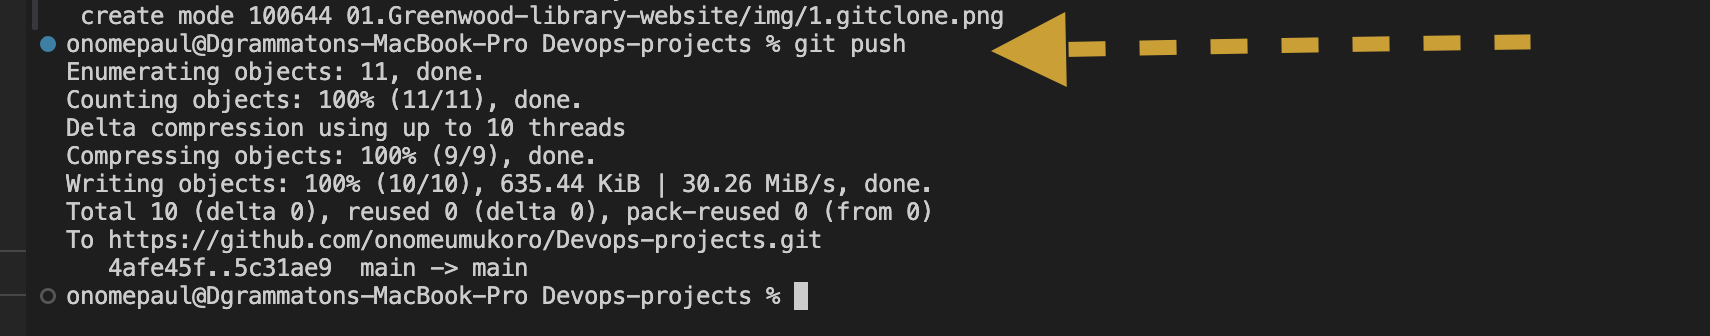 create mode 100644 01.Greenwood-library-website/img/1.gitclone.png
onomepaul@Dgrammatons-MacBook-Pro Devops-projects % git push
Enumerating objects: 11, done.
Counting objects: 100% (11/11), done.
Delta compression using up to 10 threads
Compressing objects: 100% (9/9), done.
Writing objects: 100% (10/10), 635.44 KiB | 30.26 MiB/s, done.
Total 10 (delta 0), reused 0 (delta 0), pack-reused 0 (from 0)
To https://github.com/onomeumukoro/Devops-projects.git
4afe45f..5c31ae9  main -> main
onomepaul@Dgrammatons-MacBook-Pro Devops-projects %